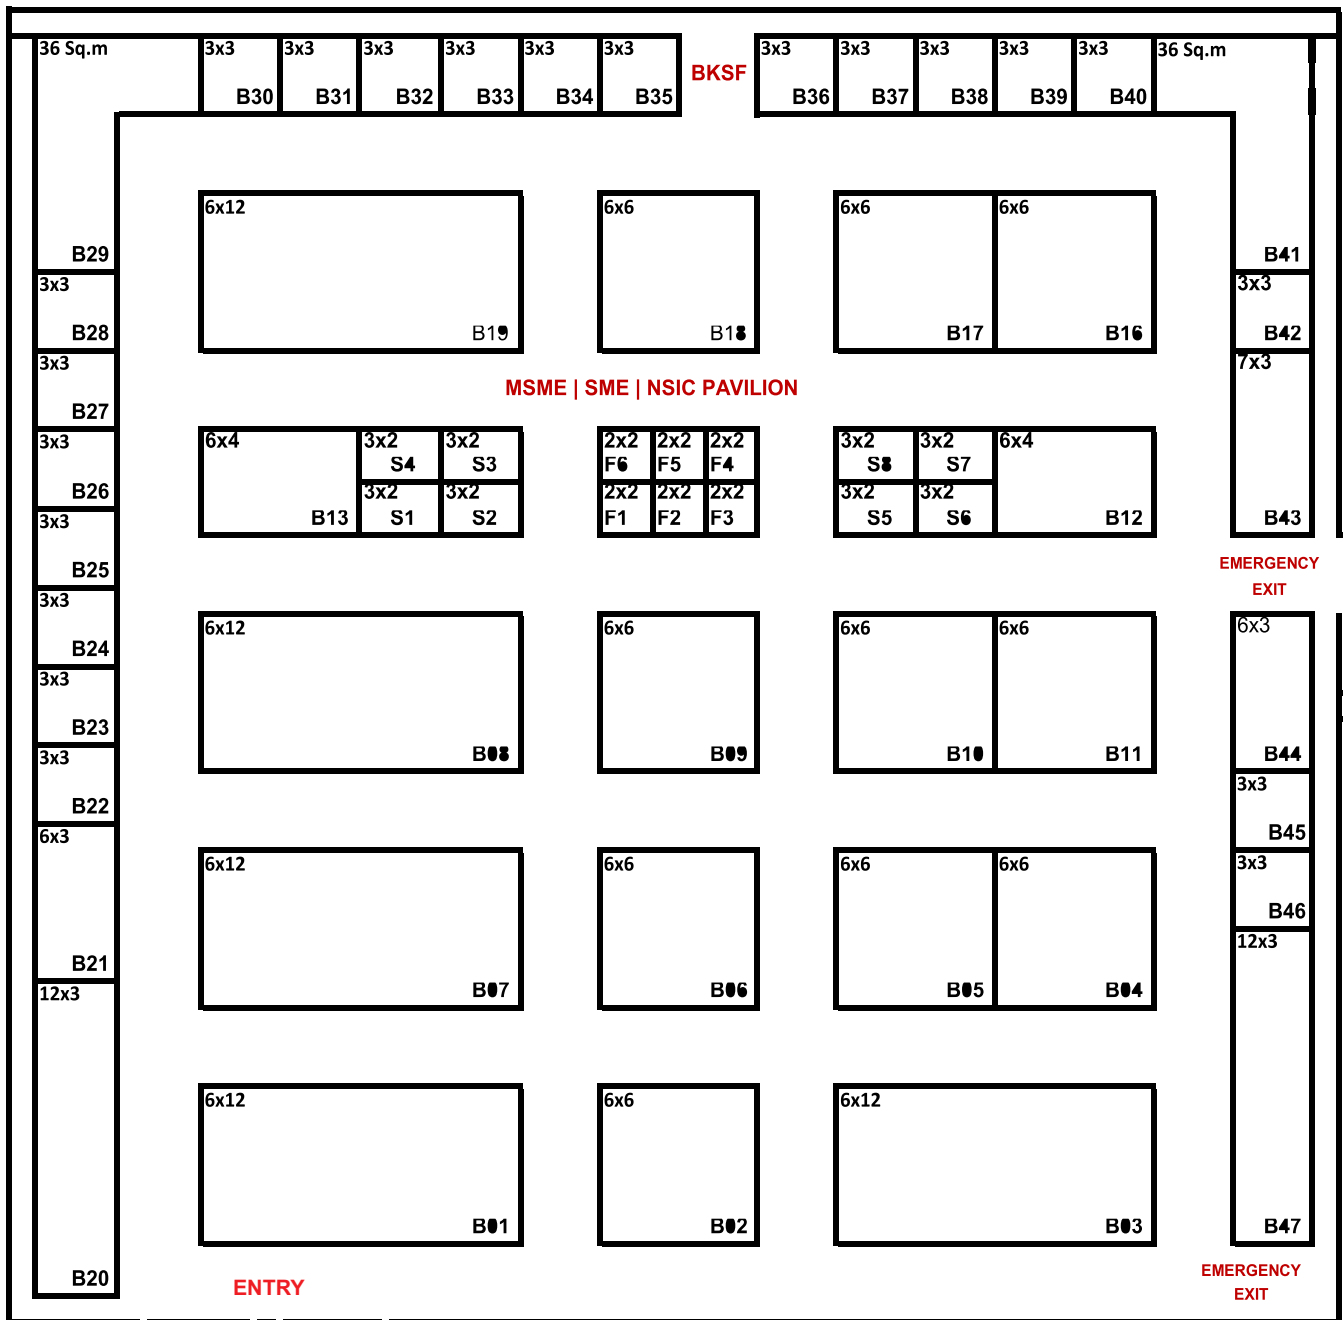 36 Sq.m 3x3 3x3 3x3 3x3 3x3 3x3 3x3 3x3 3x3 3x3 3x3 36 Sq.m
BKSF
B30 B31 B32 B33 B34 B35 B36 B37 B38 B39 B40
6x12 6x6 6x6 6x6
B29 B41
3x3 3x3
B28 B19 B18 B17 B16 B42
3x3 7x3
MSME | SME | NSIC PAVILION
B27
3x3 6x4 3x2 3x2 2x2 2x2 2x2 3x2 3x2 6x4
S4 S3 F6 F5 F4 S8 S7
B26 3x2 3x2 2x2 2x2 2x2 3x2 3x2
3x3 B13 S1 S2 F1 F2 F3 S5 S6 B12 B43
B25 EMERGENCY
EXIT
3x3
6x12 6x6 6x6 6x6 6x3
B24
3x3
B23
3x3 B08 B09 B10 B11 B44
3x3
B22
6x3 B45
6x12 6x6 6x6 6x6 3x3
B46
12x3
B21
12x3 B07 B06 B05 B04
6x12 6x6 6x12
B01 B02 B03 B47
B20
ENTRY
EMERGENCY
EXIT